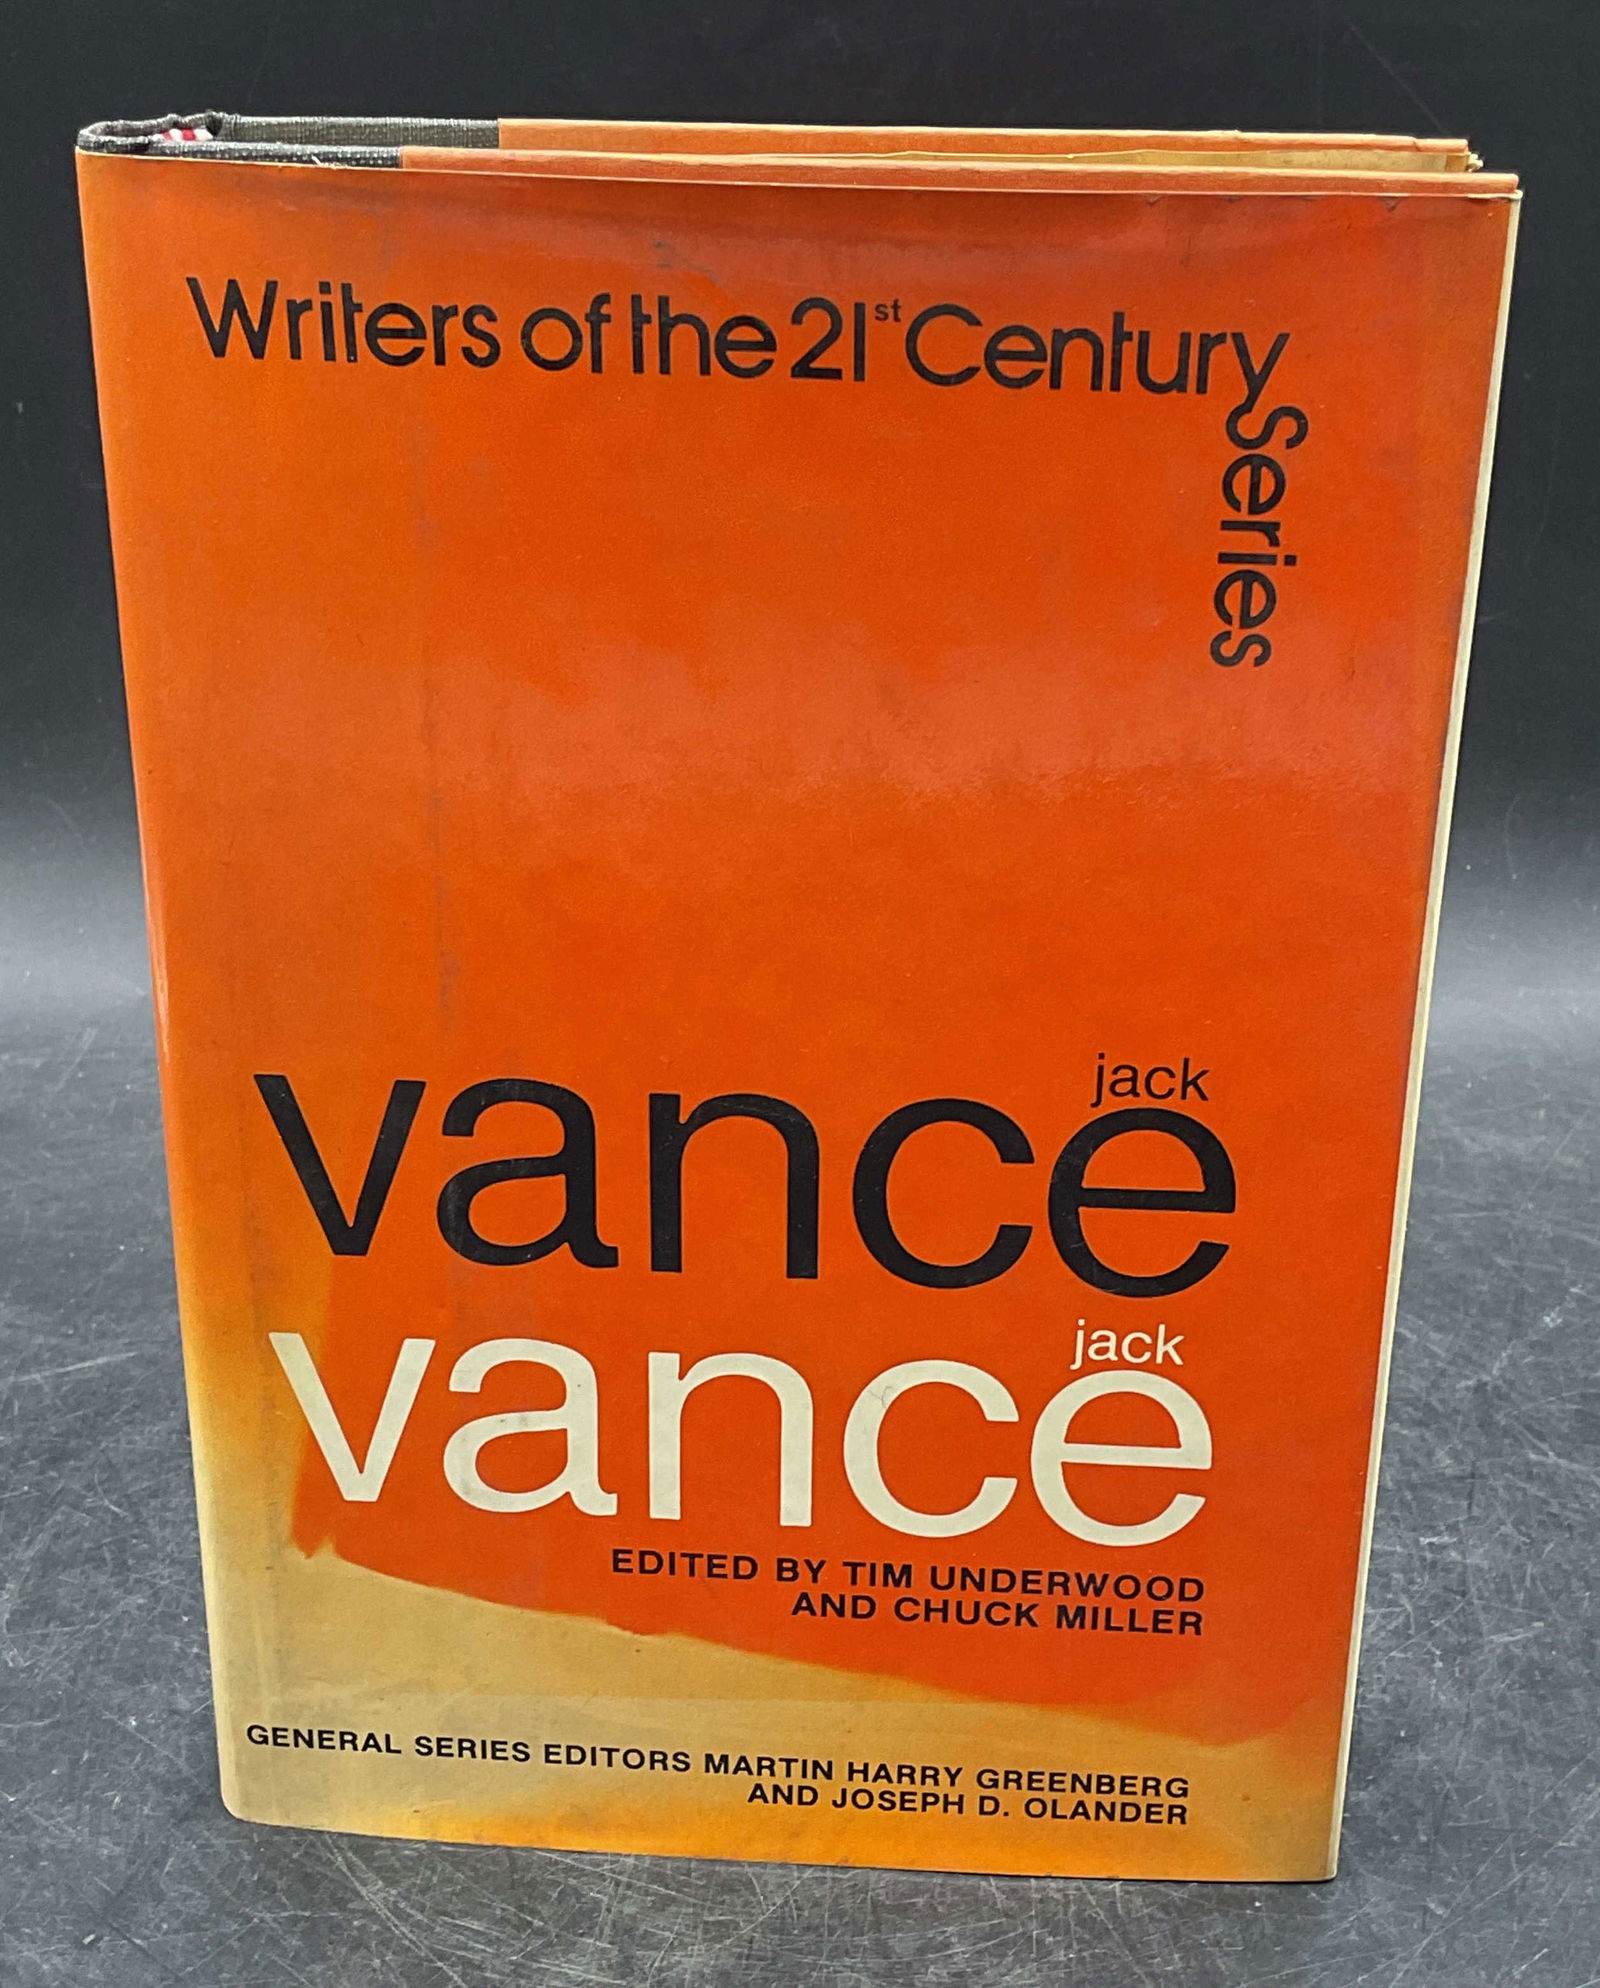 Writers of the 21st Century
Series
jack
vance
jack
vance
EDITED BY TIM UNDERWOOD
AND CHUCK MILLER
GENERAL SERIES EDITORS MARTIN HARRY GREENBERG
AND JOSEPH D. OLANDER